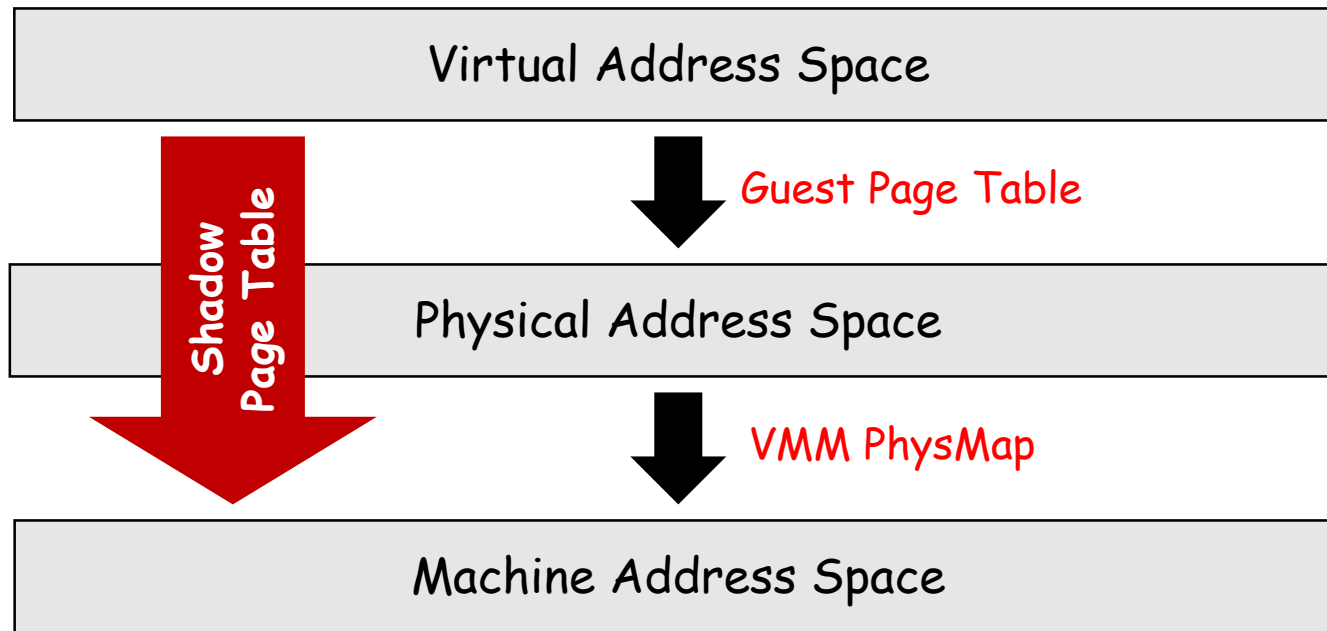 Virtual Address Space
Guest Page Table
Shadow
Page Table
Physical Address Space
VMM PhysMap
Machine Address Space